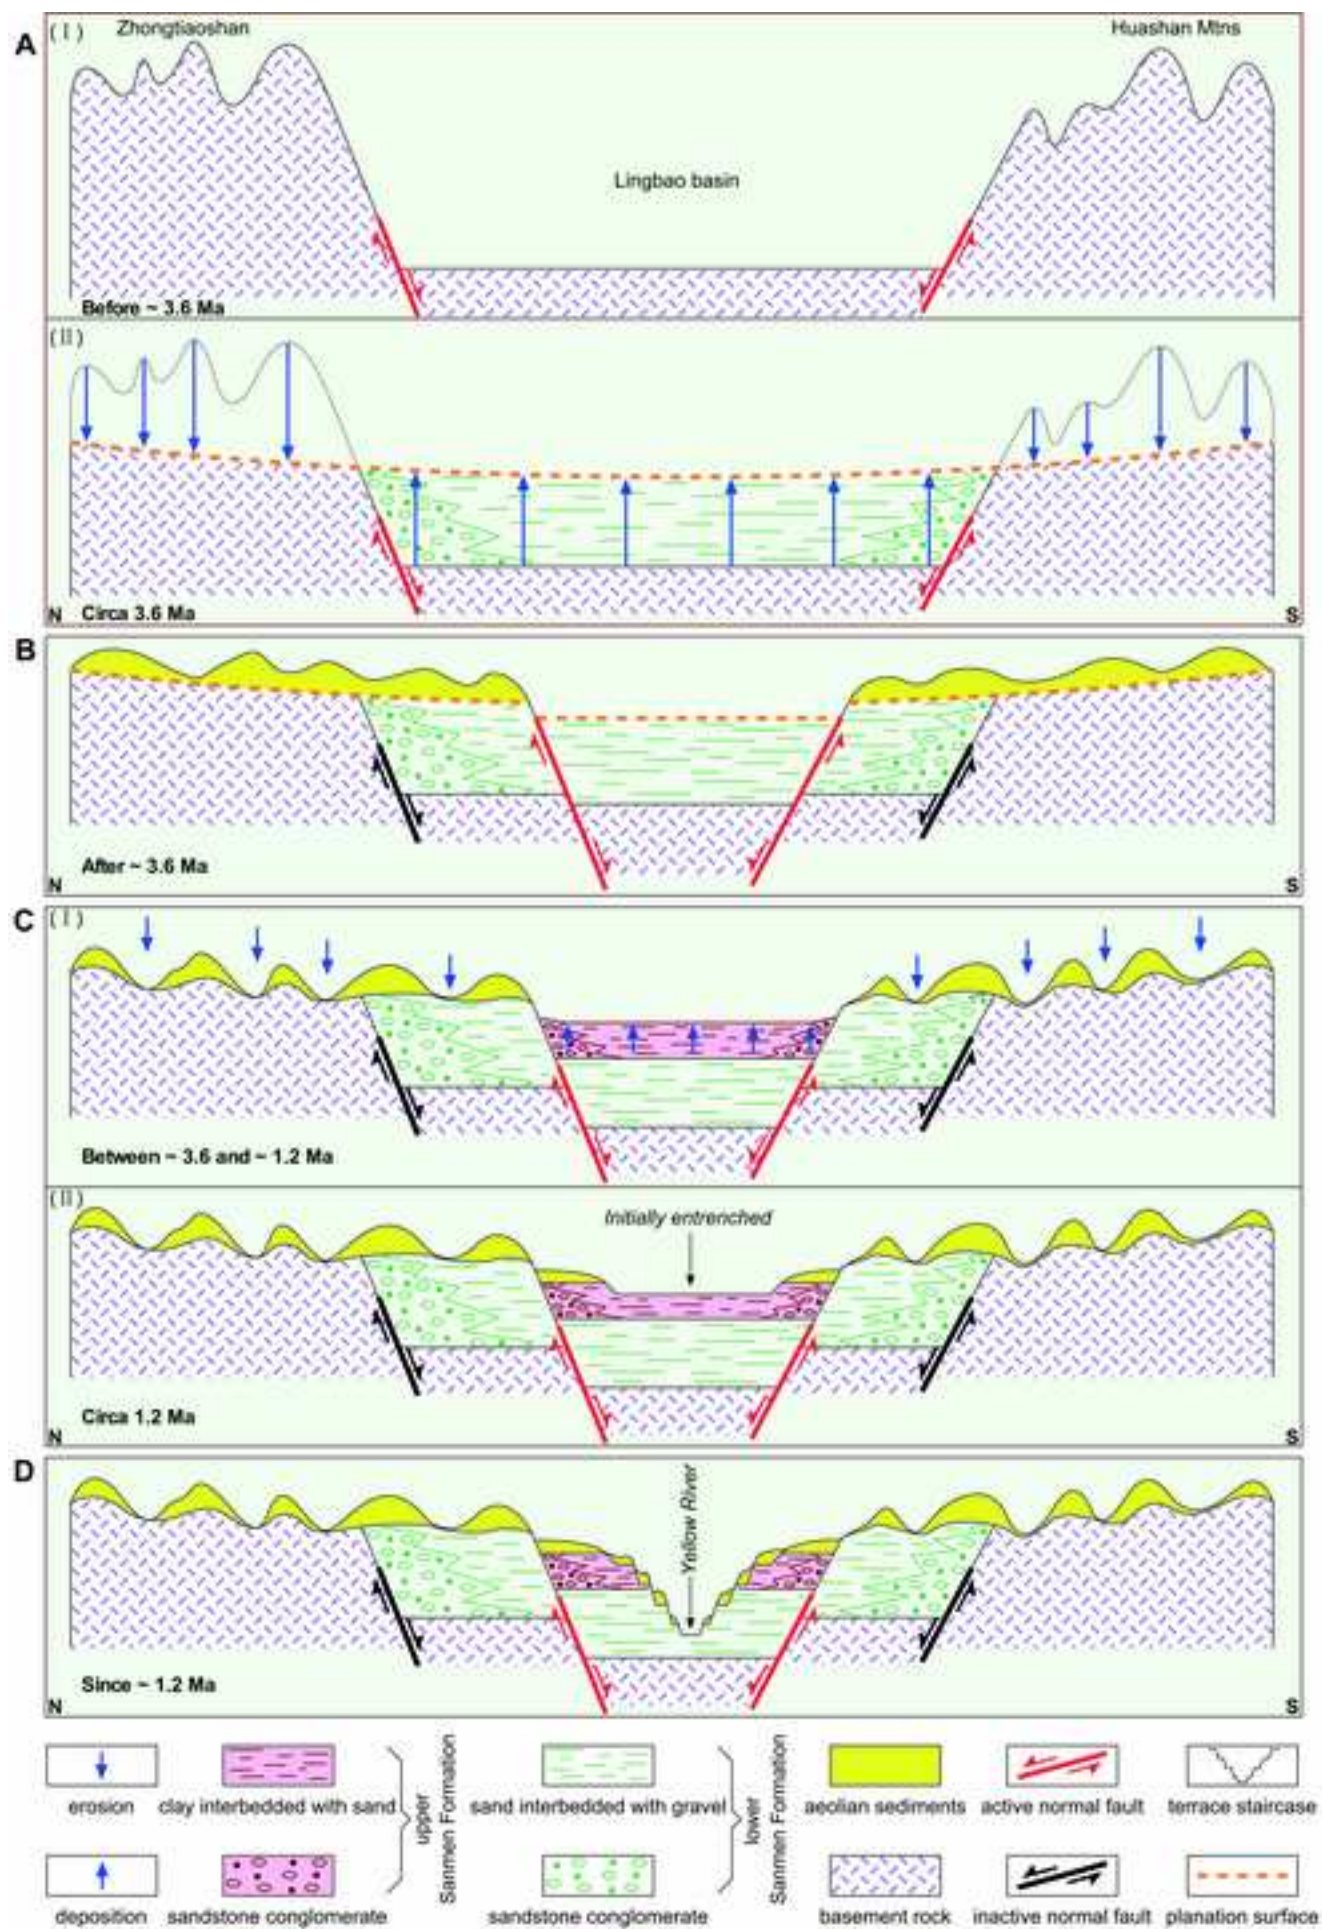 A
( I )
Zhongtiaoshan
Huashan Mtns
Lingbao basin
Before ~ 3.6 Ma
( II )
N
Circa 3.6 Ma
S
B
After ~ 3.6 Ma
N
S
C
( I )
Between ~ 3.6 and ~ 1.2 Ma
( II )
Initially entrenched
Circa 1.2 Ma
N
S
D
Yellow River
Since ~ 1.2 Ma
N
S
erosion
clay interbedded with sand
upper
Sanmen Formation
sand interbedded with gravel
lower
Sanmen Formation
aeolian sediments
active normal fault
terrace staircase
deposition
sandstone conglomerate
sandstone conglomerate
basement rock
inactive normal fault
planation surface